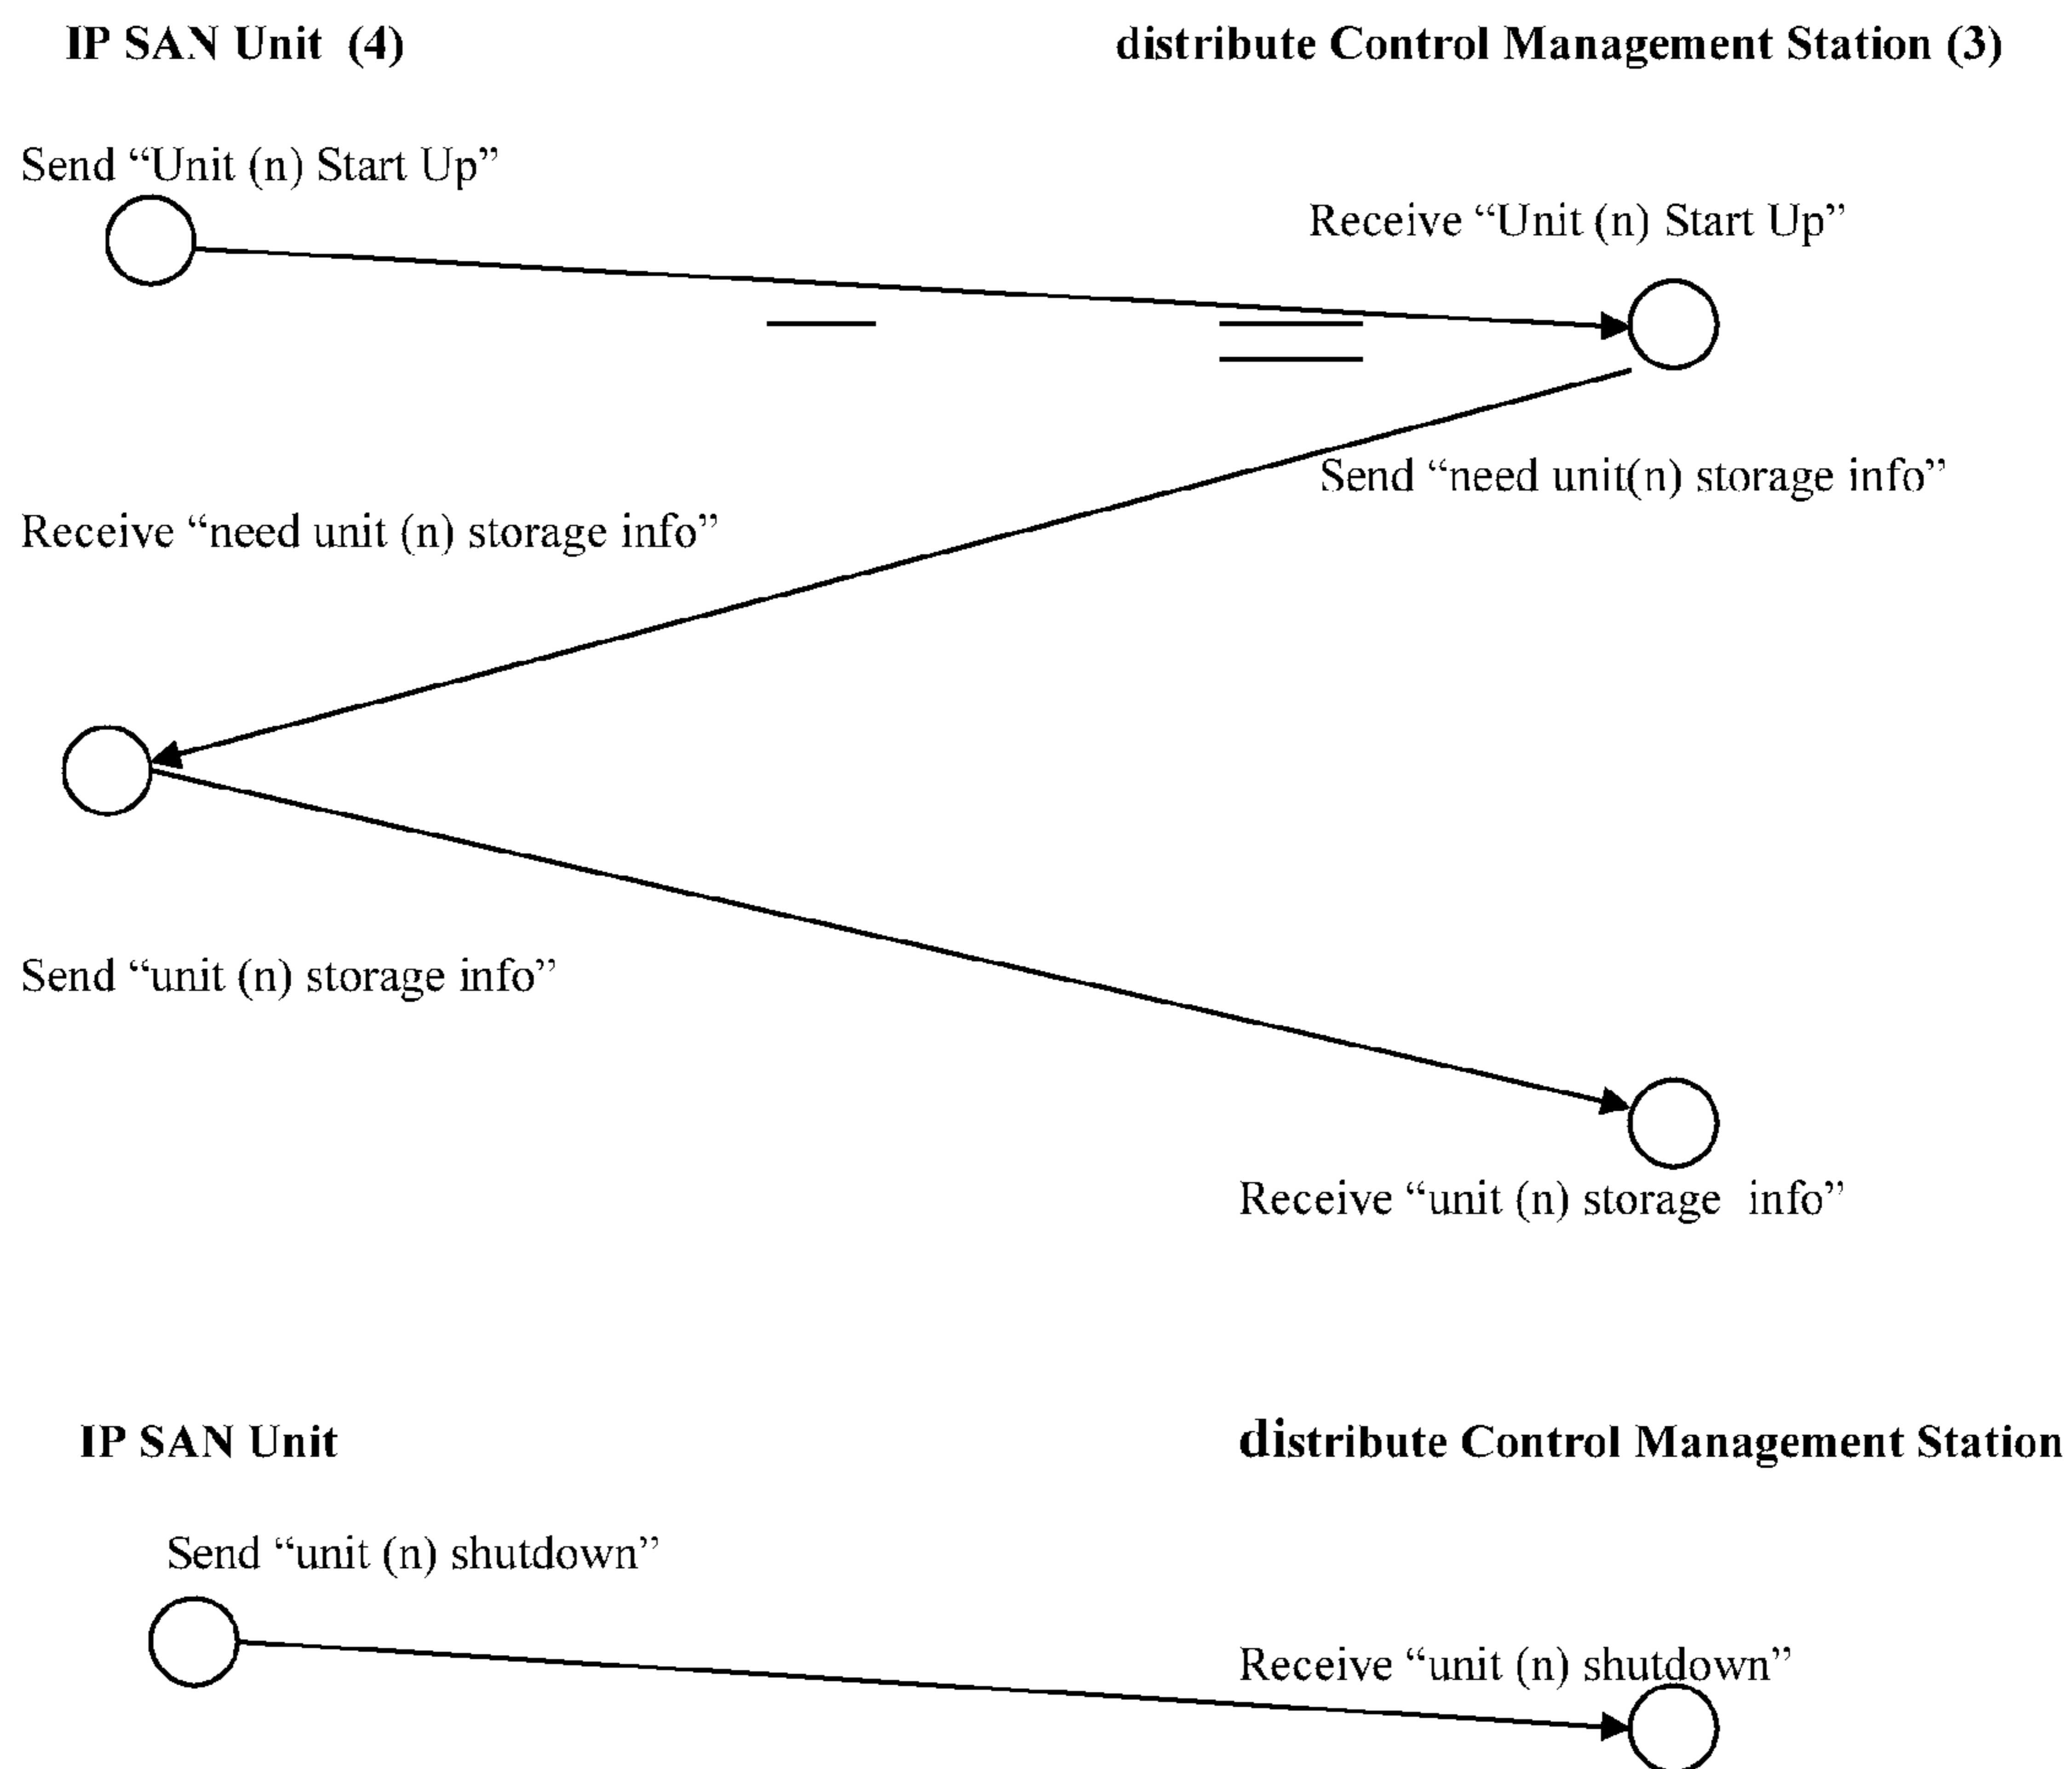 IP SAN Unit (4)
distribute Control Management Station (3)
Send “Unit (n) Start Up”
Receive “Unit (n) Start Up”
Send “need unit(n) storage info”
Receive “need unit (n) storage info”
Send “unit (n) storage info”
Receive “unit (n) storage info”
IP SAN Unit
distribute Control Management Station
Send “unit (n) shutdown”
Receive “unit (n) shutdown”